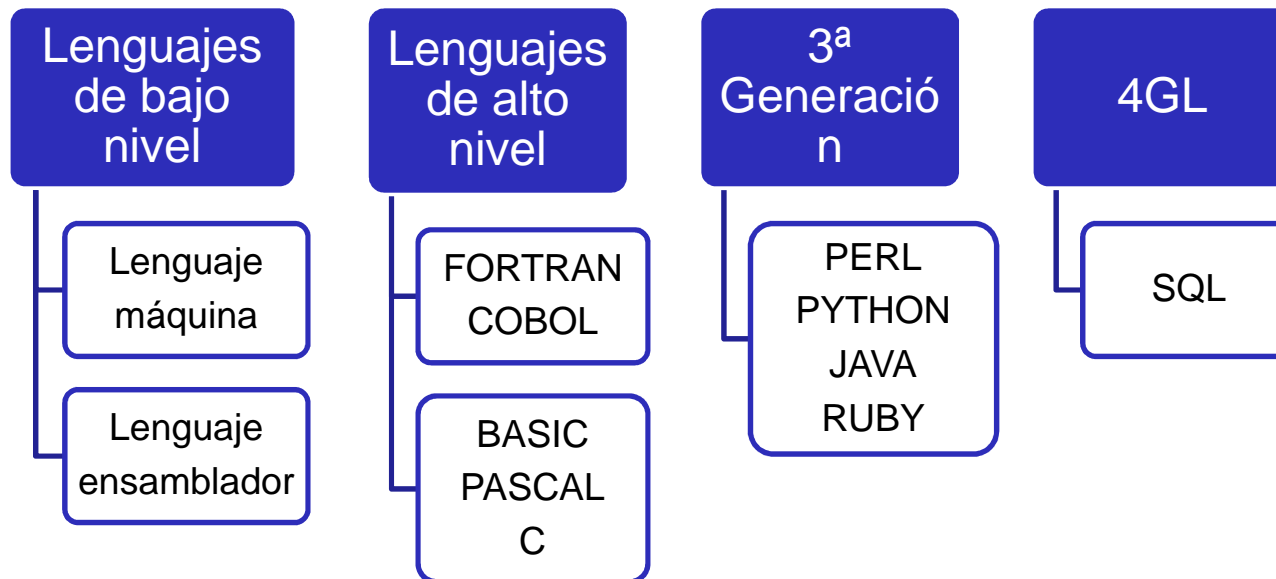 Lenguajes
de bajo
nivel
Lenguaje
máquina
Lenguaje
ensamblador
Lenguajes
de alto
nivel
FORTRAN
COBOL
BASIC
PASCAL
C
3ª
Generació
n
PERL
PYTHON
JAVA
RUBY
4GL
SQL